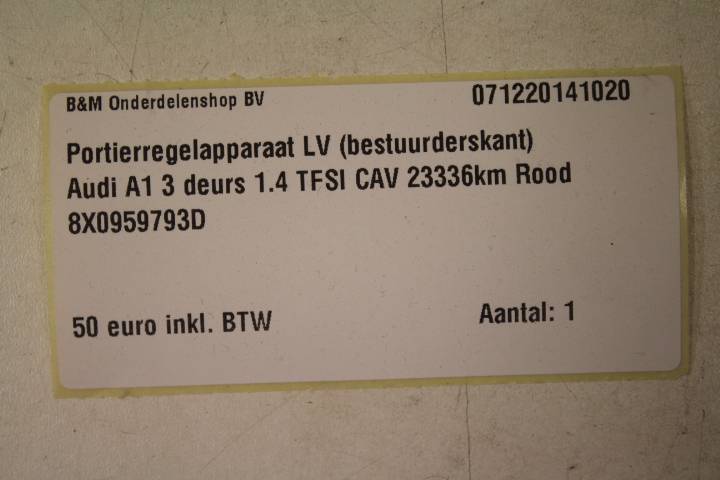 B&M Onderdelenshop BV 071220141020
Portierregelapparaat LV (bestuurderskant)
Audi A1 3 deurs 1.4 TFSI CAV 23336km Rood
8X0959793D
50 euro inkl. BTW Aantal: 1